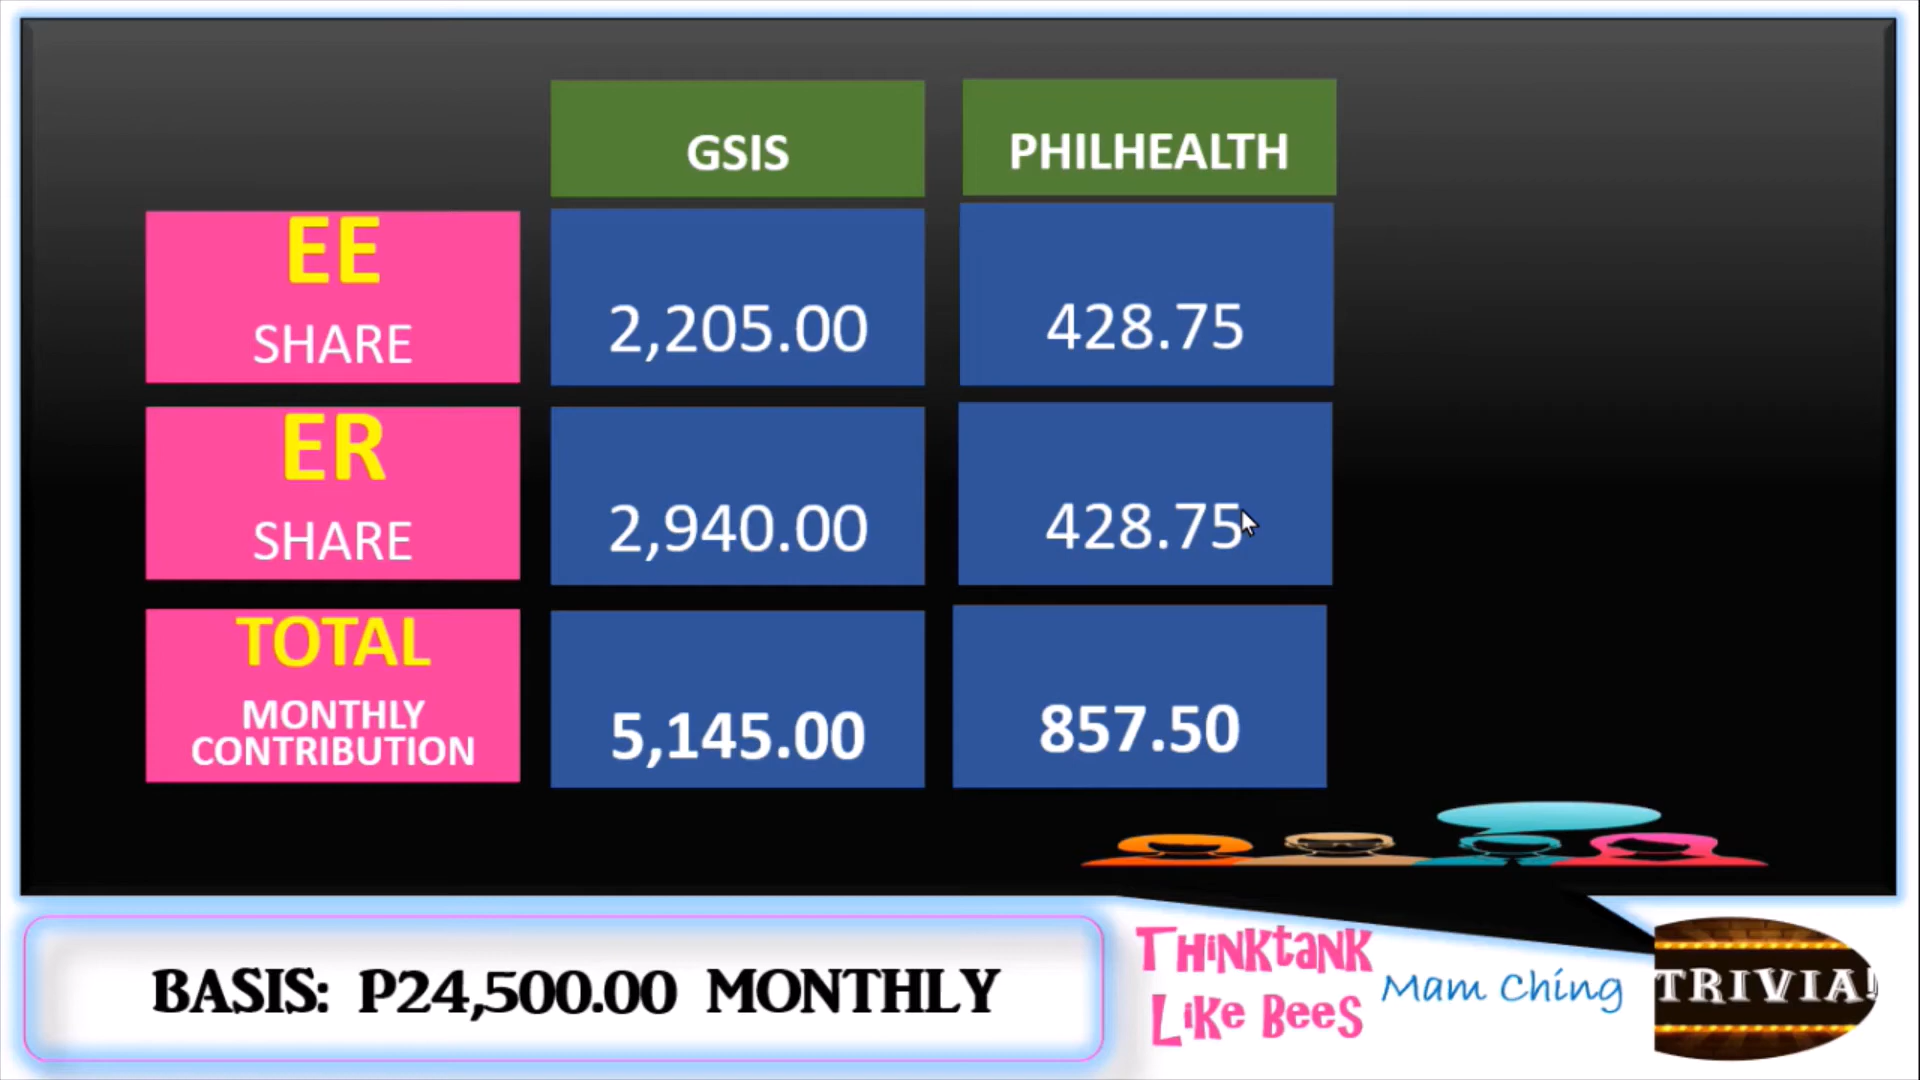 GSIS PHILHEALTH
EE
SHARE
2,205.00 428.75
ER
SHARE
2,940.00 428.75
TOTAL
MONTHLY
CONTRIBUTION
5,145.00 857.50
BASIS: P24,500.00 MONTHLY
THiNKtaNK
LiKe BeeS
Mam Ching
TRIVIA!